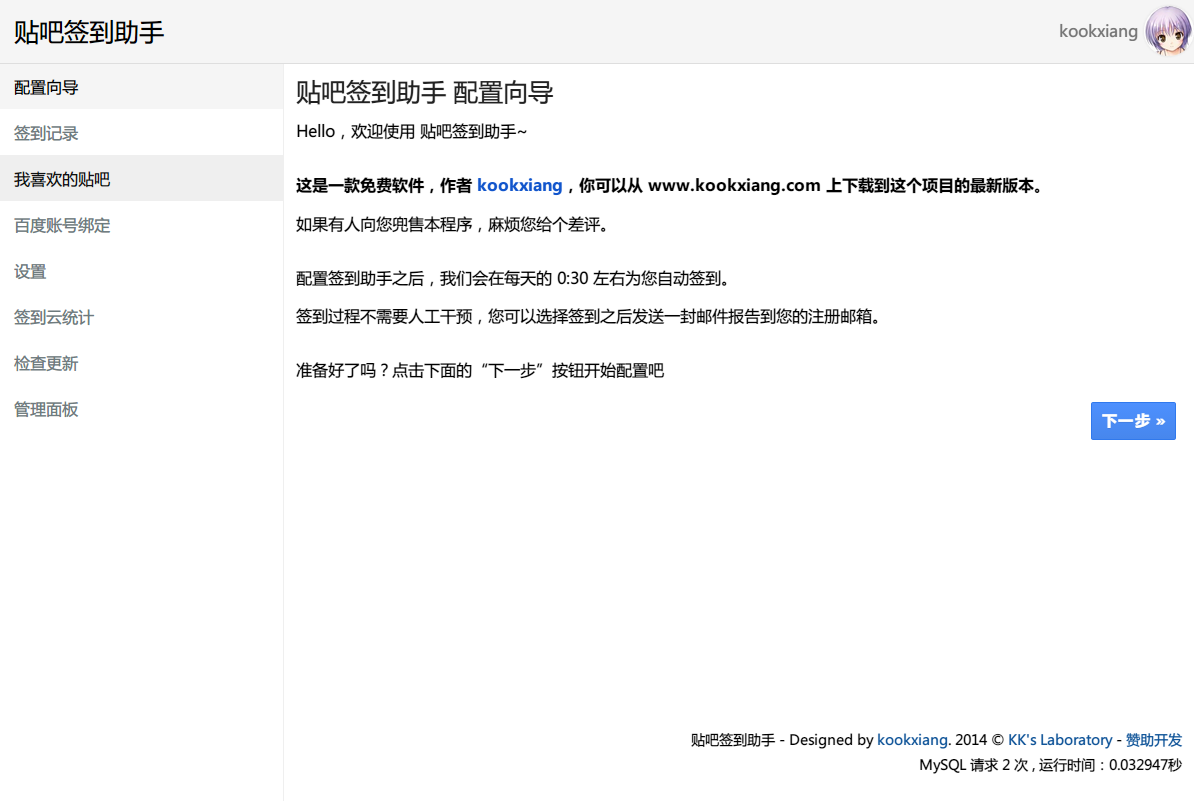 贴吧签到助手
kookxiang
配置向导
签到记录
我喜欢的贴吧
百度账号绑定
设置
签到云统计
检查更新
管理面板
贴吧签到助手 配置向导
Hello，欢迎使用 贴吧签到助手~
这是一款免费软件，作者 kookxiang，你可以从 www.kookxiang.com 上下载到这个项目的最新版本。
如果有人向您兜售本程序，麻烦您给个差评。
配置签到助手之后，我们会在每天的 0:30 左右为您自动签到。
签到过程不需要人工干预，您可以选择签到之后发送一封邮件报告到您的注册邮箱。
准备好了吗？点击下面的“下一步”按钮开始配置吧
下一步 »
贴吧签到助手 - Designed by kookxiang. 2014 © KK's Laboratory - 赞助开发
MySQL 请求 2 次 , 运行时间：0.032947秒